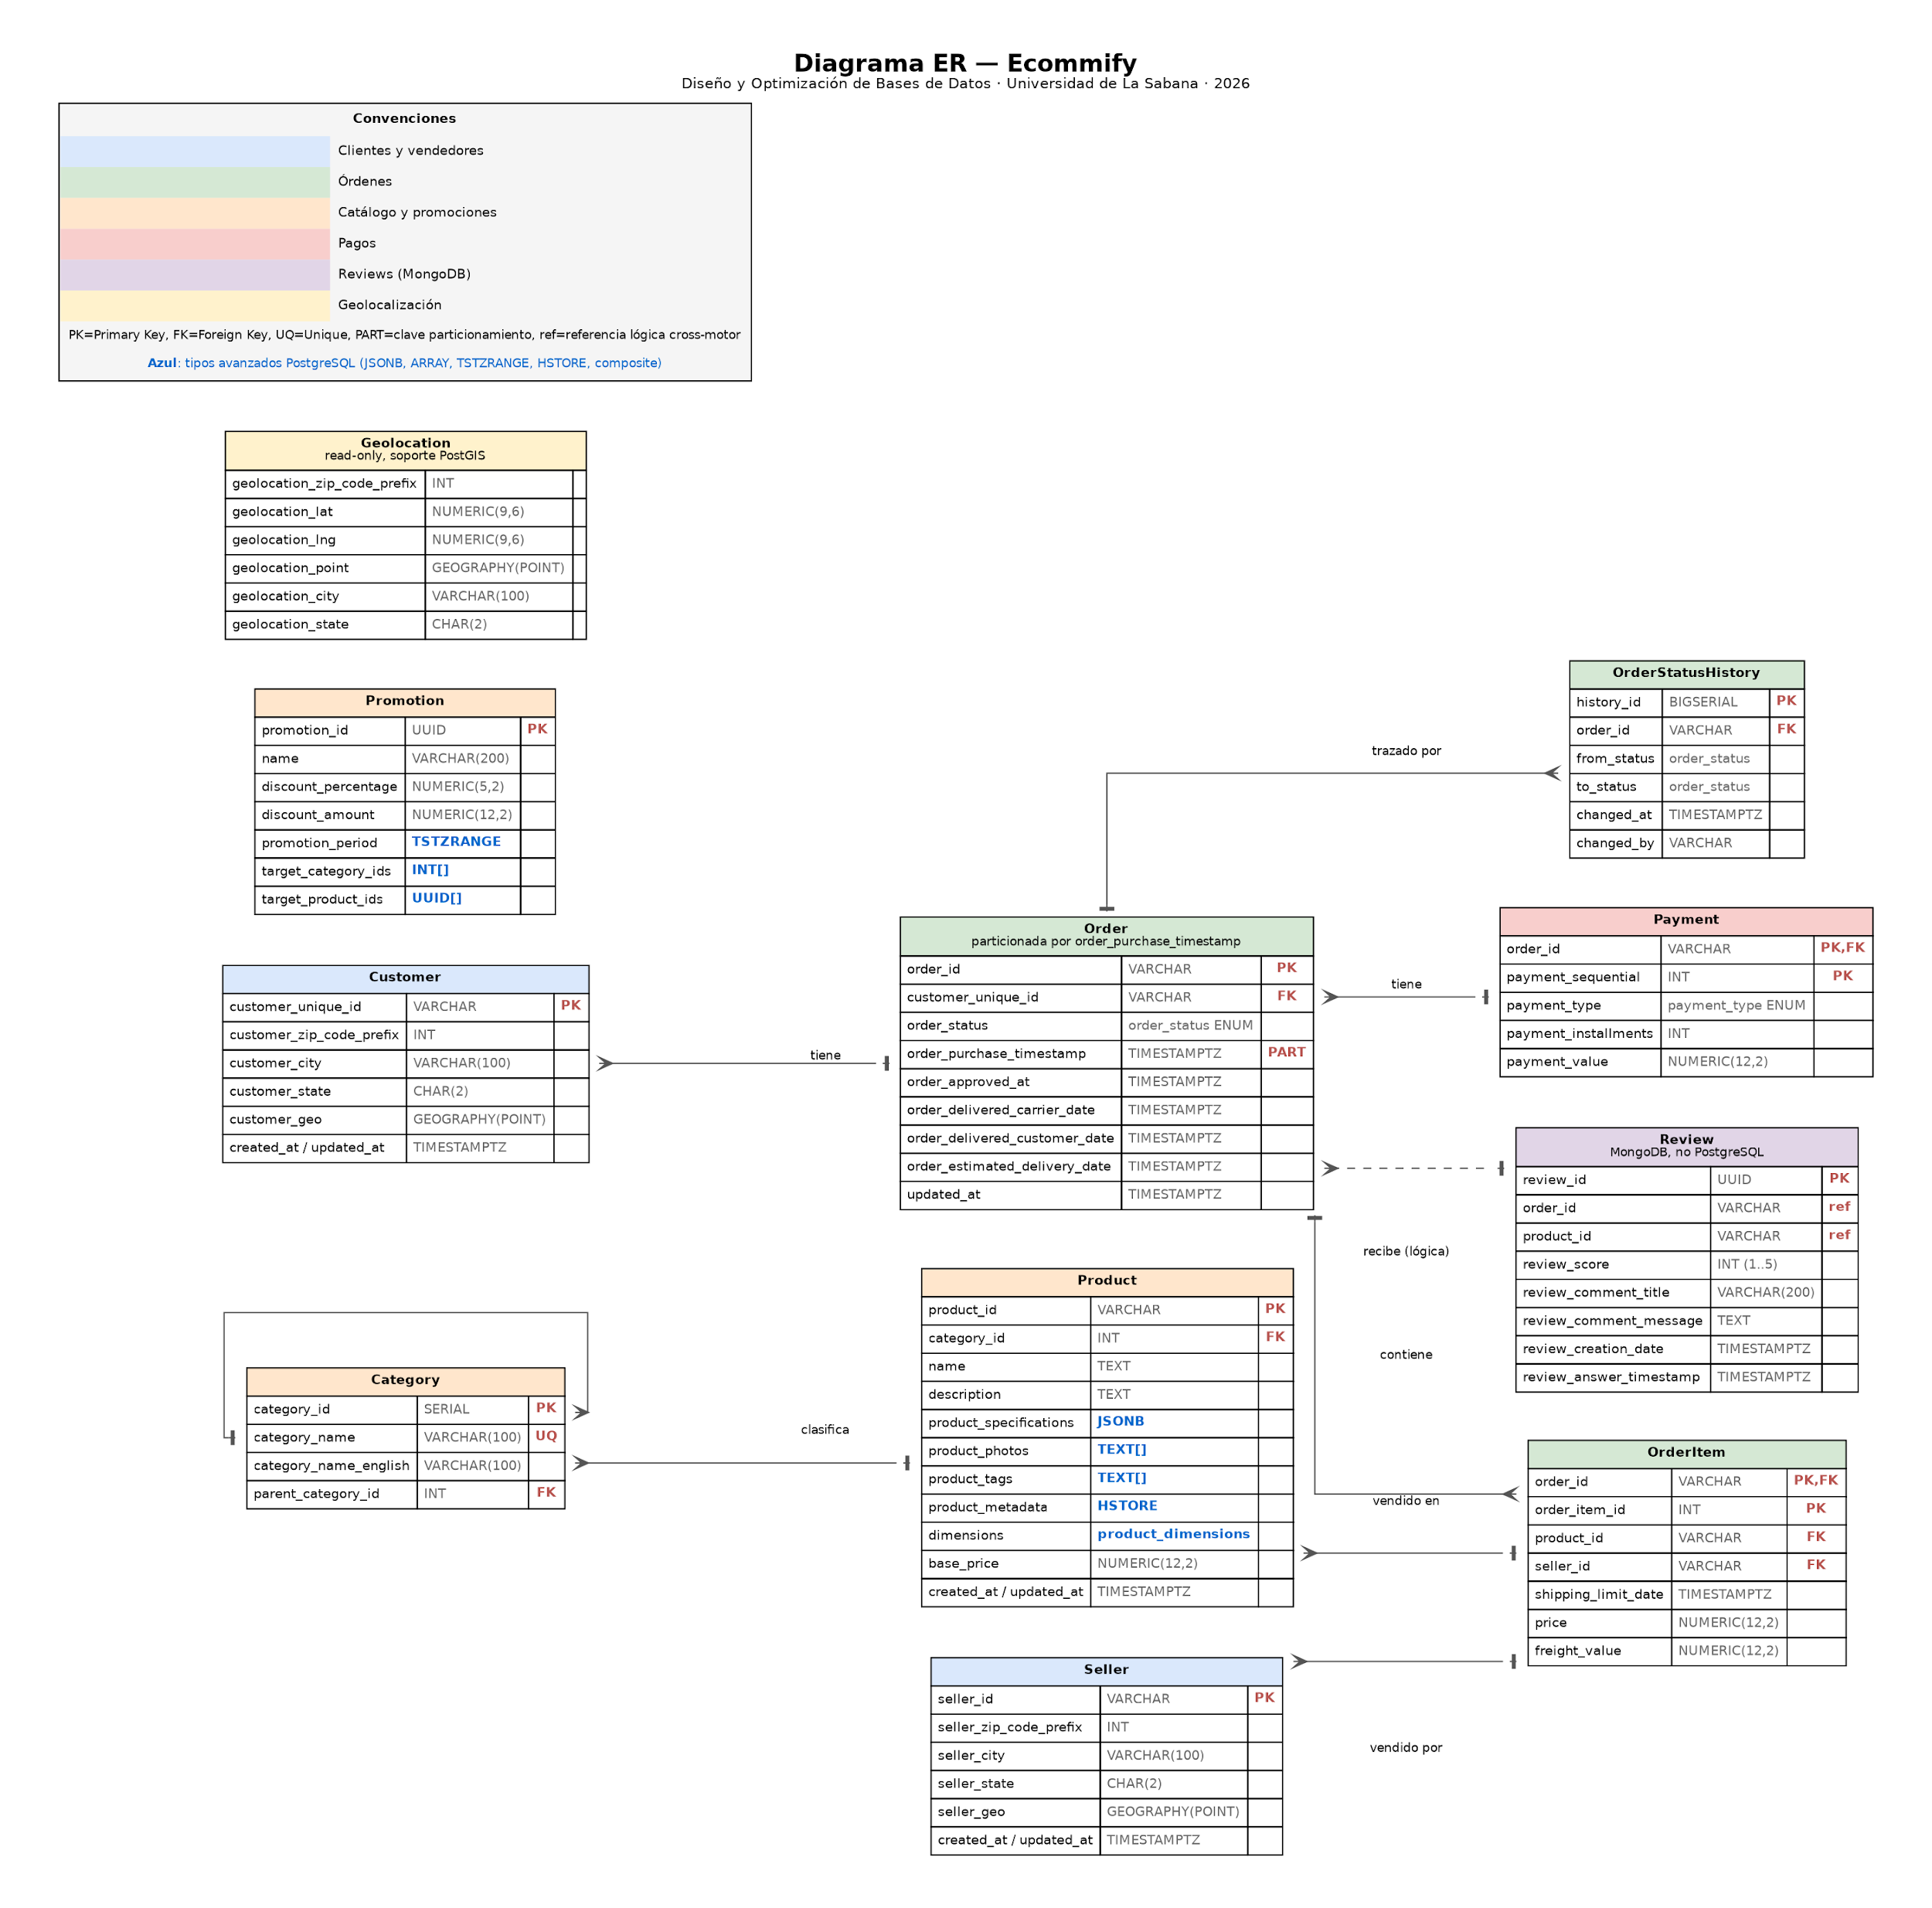 Diagrama ER — Ecommify
Diseño y Optimización de Bases de Datos · Universidad de La Sabana · 2026
Convenciones
Clientes y vendedores
Órdenes
Catálogo y promociones
Pagos
Reviews (MongoDB)
Geolocalización
PK=Primary Key, FK=Foreign Key, UQ=Unique, PART=clave particionamiento, ref=referencia lógica cross-motor
Azul: tipos avanzados PostgreSQL (JSONB, ARRAY, TSTZRANGE, HSTORE, composite)
Geolocation
read-only, soporte PostGIS
geolocation_zip_code_prefix INT
geolocation_lat NUMERIC(9,6)
geolocation_lng NUMERIC(9,6)
geolocation_point GEOGRAPHY(POINT)
geolocation_city VARCHAR(100)
geolocation_state CHAR(2)
Promotion
promotion_id UUID PK
name VARCHAR(200)
discount_percentage NUMERIC(5,2)
discount_amount NUMERIC(12,2)
promotion_period TSTZRANGE
target_category_ids INT[]
target_product_ids UUID[]
Customer
customer_unique_id VARCHAR PK
customer_zip_code_prefix INT
customer_city VARCHAR(100)
customer_state CHAR(2)
customer_geo GEOGRAPHY(POINT)
created_at / updated_at TIMESTAMPTZ
tiene
Category
category_id SERIAL PK
category_name VARCHAR(100) UQ
category_name_english VARCHAR(100)
parent_category_id INT FK
clasifica
Order
particionada por order_purchase_timestamp
order_id VARCHAR PK
customer_unique_id VARCHAR FK
order_status order_status ENUM
order_purchase_timestamp TIMESTAMPTZ PART
order_approved_at TIMESTAMPTZ
order_delivered_carrier_date TIMESTAMPTZ
order_delivered_customer_date TIMESTAMPTZ
order_estimated_delivery_date TIMESTAMPTZ
updated_at TIMESTAMPTZ
Product
product_id VARCHAR PK
category_id INT FK
name TEXT
description TEXT
product_specifications JSONB
product_photos TEXT[]
product_tags TEXT[]
product_metadata HSTORE
dimensions product_dimensions
base_price NUMERIC(12,2)
created_at / updated_at TIMESTAMPTZ
Seller
seller_id VARCHAR PK
seller_zip_code_prefix INT
seller_city VARCHAR(100)
seller_state CHAR(2)
seller_geo GEOGRAPHY(POINT)
created_at / updated_at TIMESTAMPTZ
trazado por
tiene
recibe (lógica)
contiene
vendido en
vendido por
OrderStatusHistory
history_id BIGSERIAL PK
order_id VARCHAR FK
from_status order_status
to_status order_status
changed_at TIMESTAMPTZ
changed_by VARCHAR
Payment
order_id VARCHAR PK,FK
payment_sequential INT PK
payment_type payment_type ENUM
payment_installments INT
payment_value NUMERIC(12,2)
Review
MongoDB, no PostgreSQL
review_id UUID PK
order_id VARCHAR ref
product_id VARCHAR ref
review_score INT (1..5)
review_comment_title VARCHAR(200)
review_comment_message TEXT
review_creation_date TIMESTAMPTZ
review_answer_timestamp TIMESTAMPTZ
OrderItem
order_id VARCHAR PK,FK
order_item_id INT PK
product_id VARCHAR FK
seller_id VARCHAR FK
shipping_limit_date TIMESTAMPTZ
price NUMERIC(12,2)
freight_value NUMERIC(12,2)